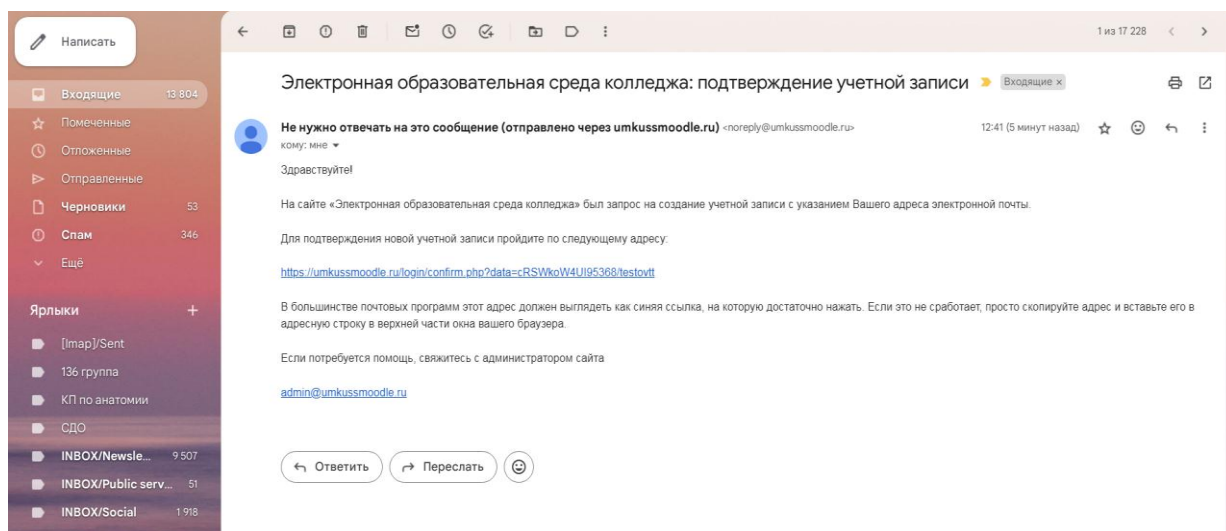 Написать
1 из 17 228
Входящие 13 804
Помеченные
Отложенные
Отправленные
Черновики 53
Спам 346
Ещё
Ярлыки +
[Imap]/Sent
136 группа
КП по анатомии
СДО
INBOX/Newsle... 9 507
INBOX/Public serv... 51
INBOX/Social 1 918
Электронная образовательная среда колледжа: подтверждение учетной записи Входящие ×
Не нужно отвечать на это сообщение (отправлено через umkussmoodle.ru) <noreply@umkussmoodle.ru> 12:41 (5 минут назад)
кому: мне
Здравствуйте!
На сайте «Электронная образовательная среда колледжа» был запрос на создание учетной записи с указанием Вашего адреса электронной почты.
Для подтверждения новой учетной записи пройдите по следующему адресу:
https://umkussmoodle.ru/login/confirm.php?data=cRSWkoW4UI95368/testovtt
В большинстве почтовых программ этот адрес должен выглядеть как синяя ссылка, на которую достаточно нажать. Если это не сработает, просто скопируйте адрес и вставьте его в
адресную строку в верхней части окна вашего браузера.
Если потребуется помощь, свяжитесь с администратором сайта
admin@umkussmoodle.ru
Ответить Переслать